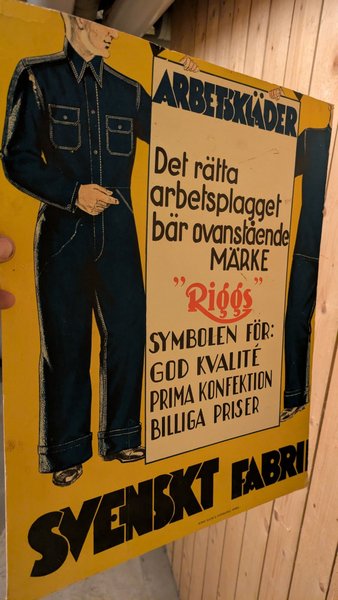 ARBETSKLÄDER
Det rätta
arbetsplagget
bär ovanstående
MÄRKE
"Riggs"
SYMBOLEN FÖR:
GOD KVALITÉ
PRIMA KONFEKTION
BILLIGA PRISER
SVENSKT FABRI